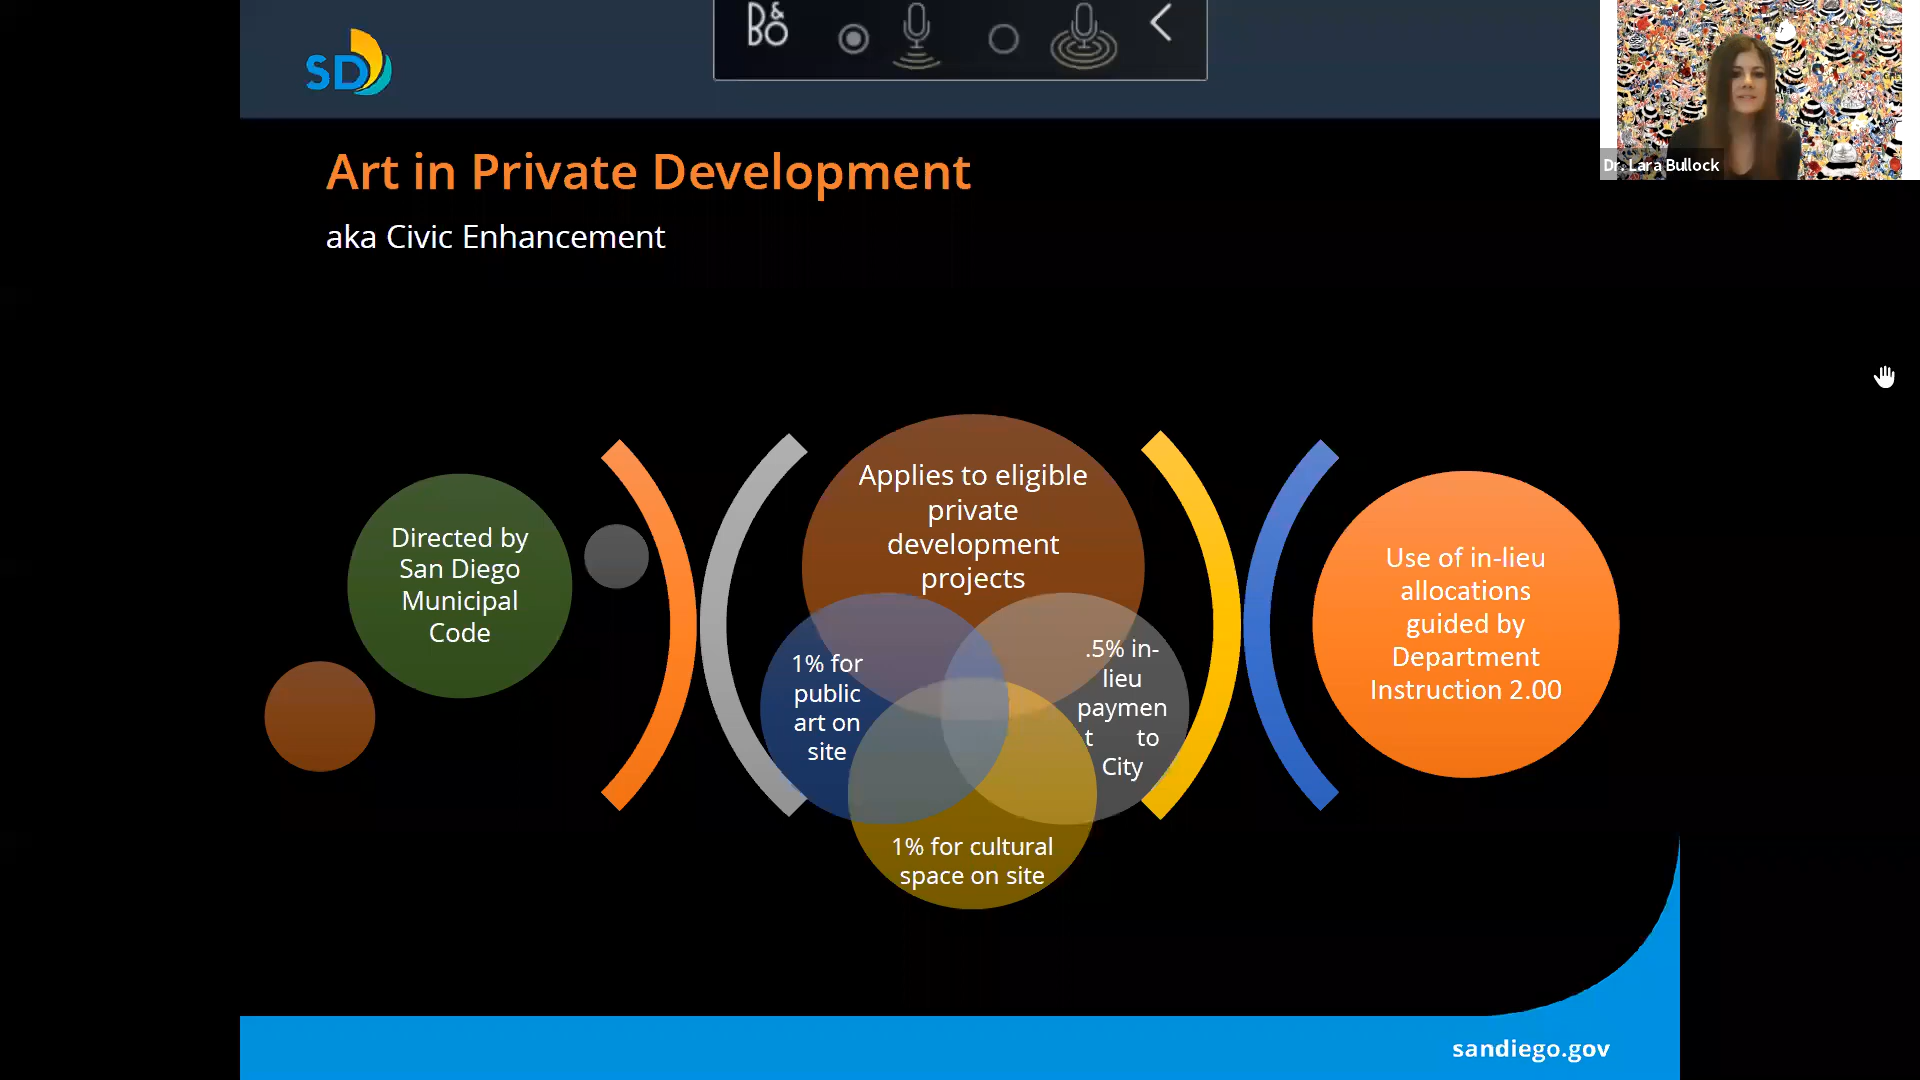 B&O
SD
Dr. Lara Bullock
Art in Private Development
aka Civic Enhancement
Directed by
San Diego
Municipal
Code
Applies to eligible
private
development
projects
1% for
public
art on
site
.5% in-
lieu
paymen
t to
City
1% for cultural
space on site
Use of in-lieu
allocations
guided by
Department
Instruction 2.00
sandiego.gov